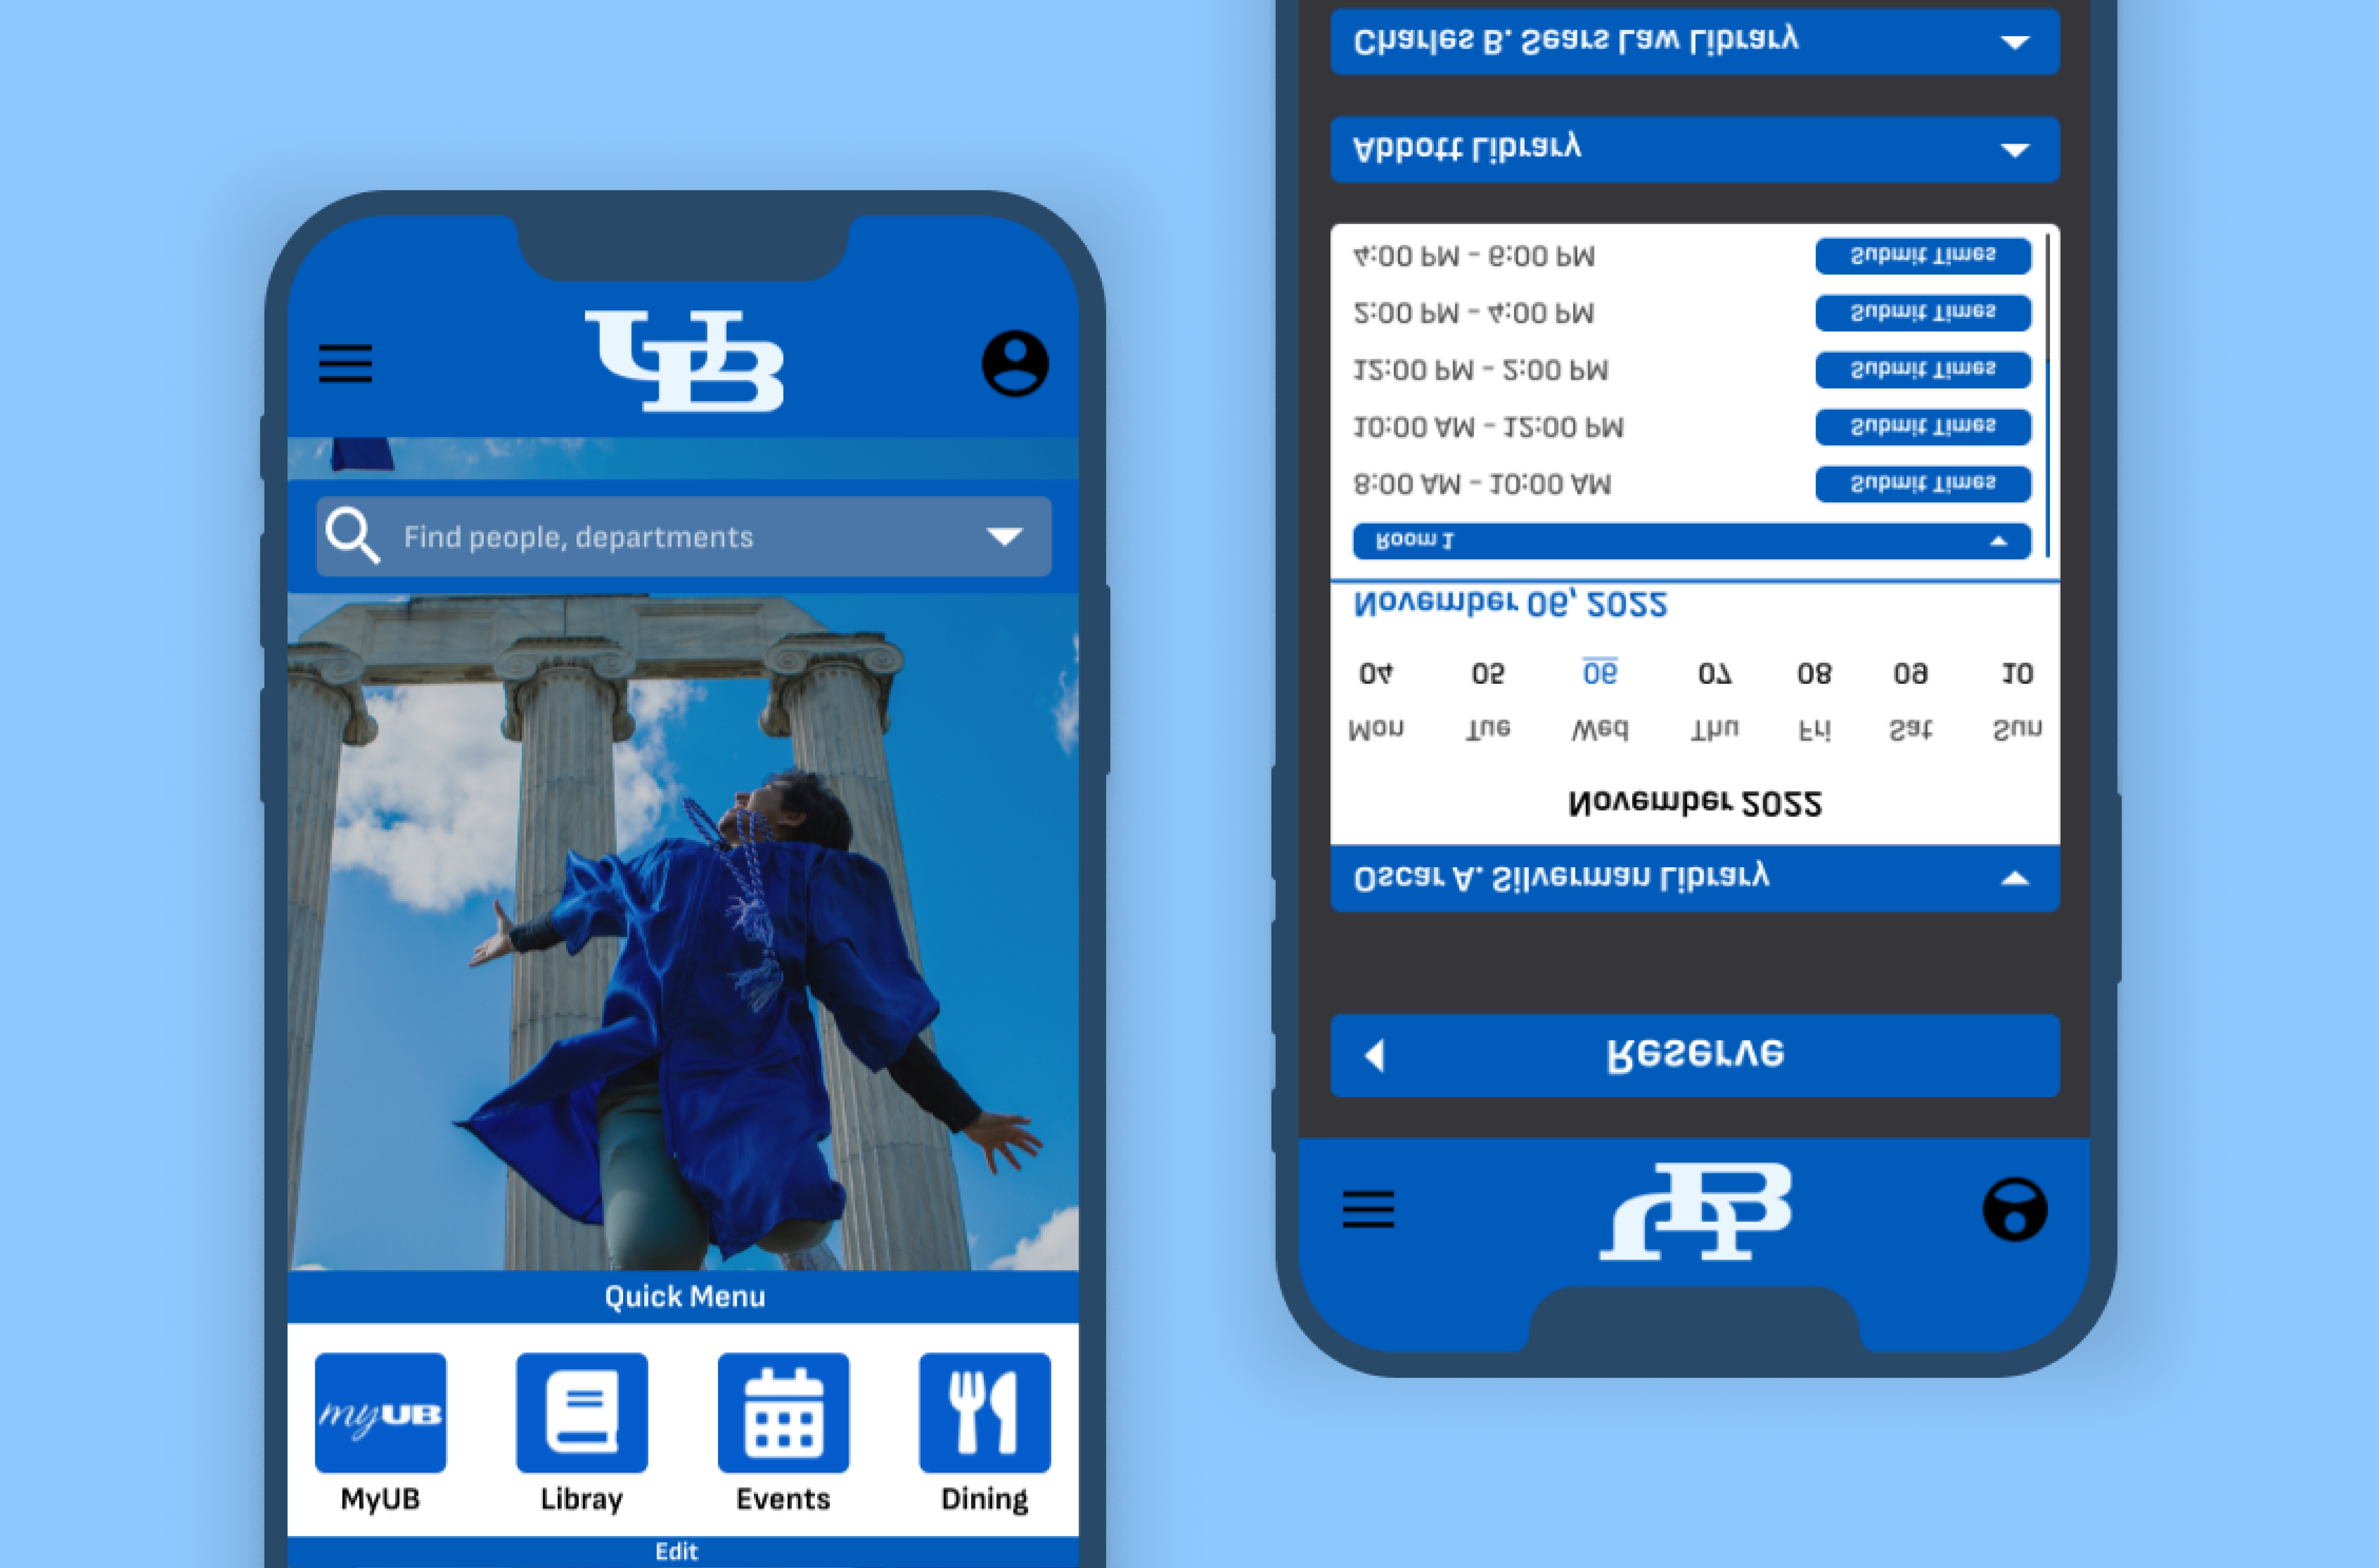 UB
Find people, departments
Quick Menu
myUB
MyUB
Libray
Events
Dining
Edit
UB
Reserve
Oscar A. Silverman Library
November 2022
Mon Tue Wed Thu Fri Sat Sun
04 05 06 07 08 09 10
November 06, 2022
Room 1
8:00 AM - 10:00 AM Submit Times
10:00 AM - 12:00 PM Submit Times
12:00 PM - 2:00 PM Submit Times
2:00 PM - 4:00 PM Submit Times
4:00 PM - 6:00 PM Submit Times
Abbott Library
Charles B. Sears Law Library